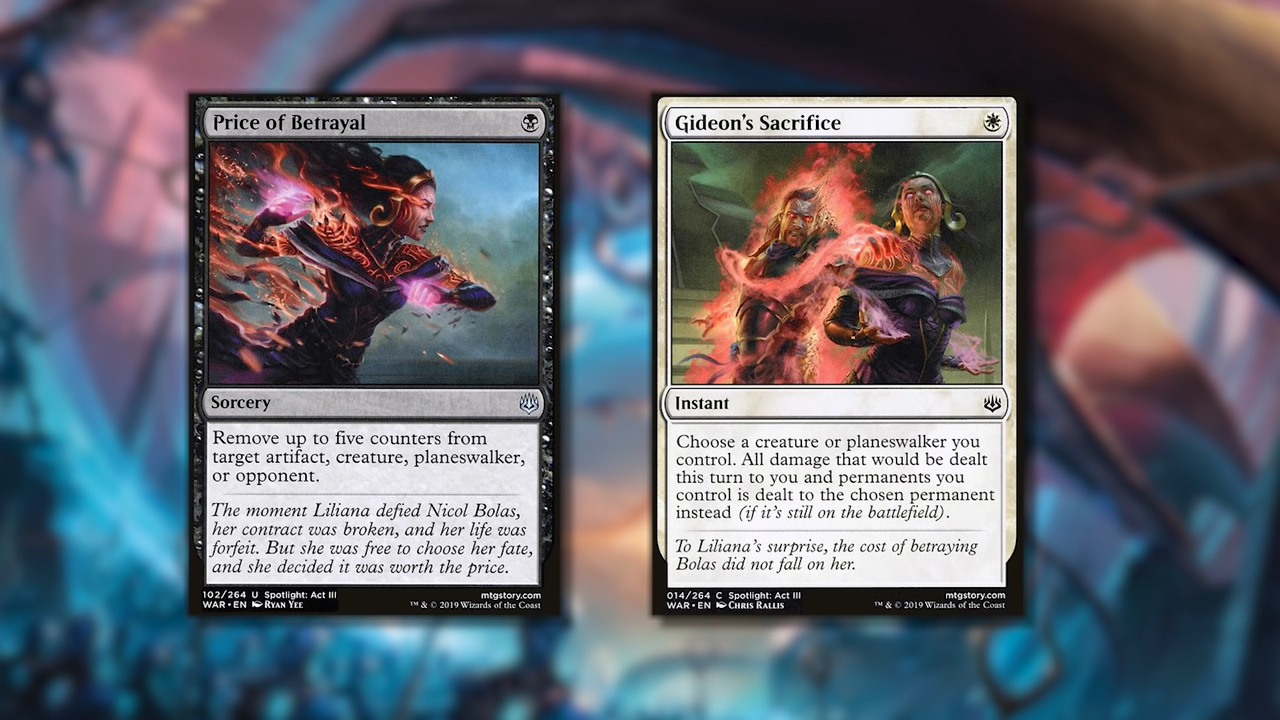 Price of Betrayal
Sorcery
Remove up to five counters from
target artifact, creature, planeswalker,
or opponent.
The moment Liliana defied Nicol Bolas,
her contract was broken, and her life was
forfeit. But she was free to choose her fate,
and she decided it was worth the price.
102/264 U Spotlight: Act III
WAR • EN Ryan Yee
mtgstory.com
™ & © 2019 Wizards of the Coast
Gideon's Sacrifice
Instant
Choose a creature or planeswalker you
control. All damage that would be dealt
this turn to you and permanents you
control is dealt to the chosen permanent
instead (if it's still on the battlefield).
To Liliana's surprise, the cost of betraying
Bolas did not fall on her.
014/264 C Spotlight: Act III
WAR • EN Chris Rallis
mtgstory.com
™ & © 2019 Wizards of the Coast